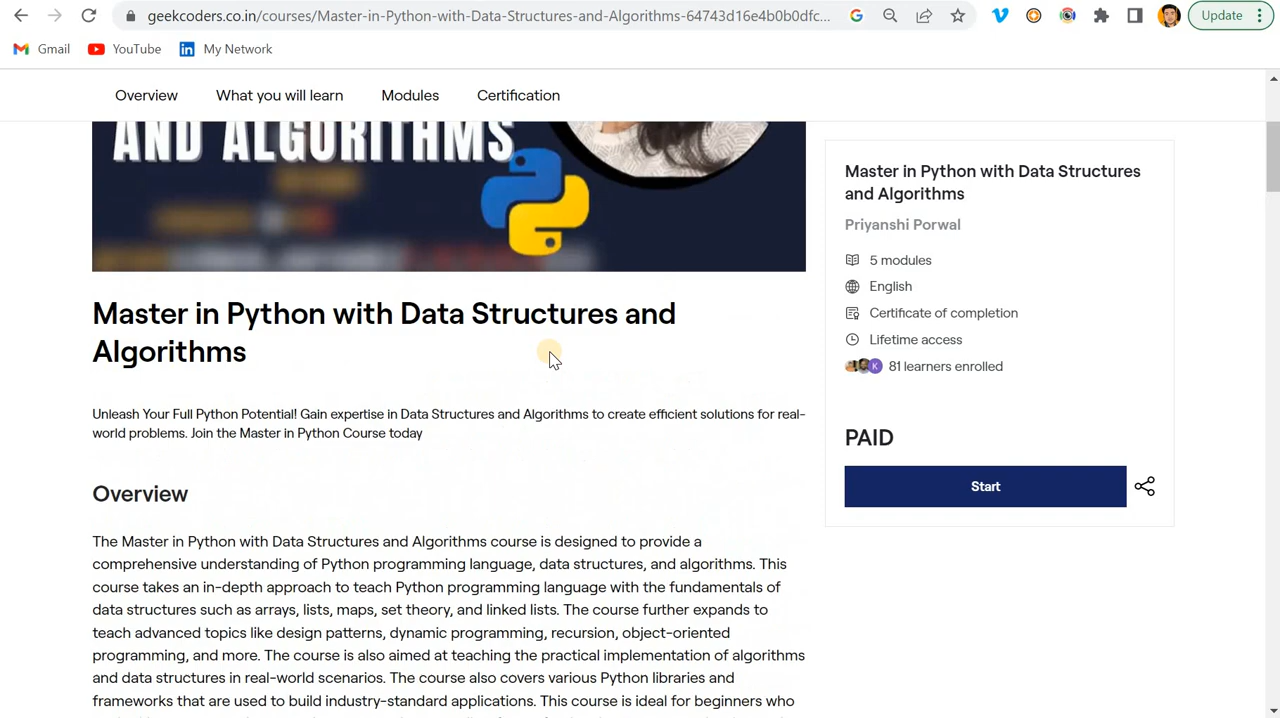 geekcoders.co.in/courses/Master-in-Python-with-Data-Structures-and-Algorithms-64743d16e4b0b0dfc...
Update
Gmail
YouTube
My Network
Overview
What you will learn
Modules
Certification
AND ALGORITHMS
Master in Python with Data Structures and
Algorithms
Unleash Your Full Python Potential! Gain expertise in Data Structures and Algorithms to create efficient solutions for real-
world problems. Join the Master in Python Course today
Overview
The Master in Python with Data Structures and Algorithms course is designed to provide a
comprehensive understanding of Python programming language, data structures, and algorithms. This
course takes an in-depth approach to teach Python programming language with the fundamentals of
data structures such as arrays, lists, maps, set theory, and linked lists. The course further expands to
teach advanced topics like design patterns, dynamic programming, recursion, object-oriented
programming, and more. The course is also aimed at teaching the practical implementation of algorithms
and data structures in real-world scenarios. The course also covers various Python libraries and
frameworks that are used to build industry-standard applications. This course is ideal for beginners who
Master in Python with Data Structures
and Algorithms
Priyanshi Porwal
5 modules
English
Certificate of completion
Lifetime access
K
81 learners enrolled
PAID
Start